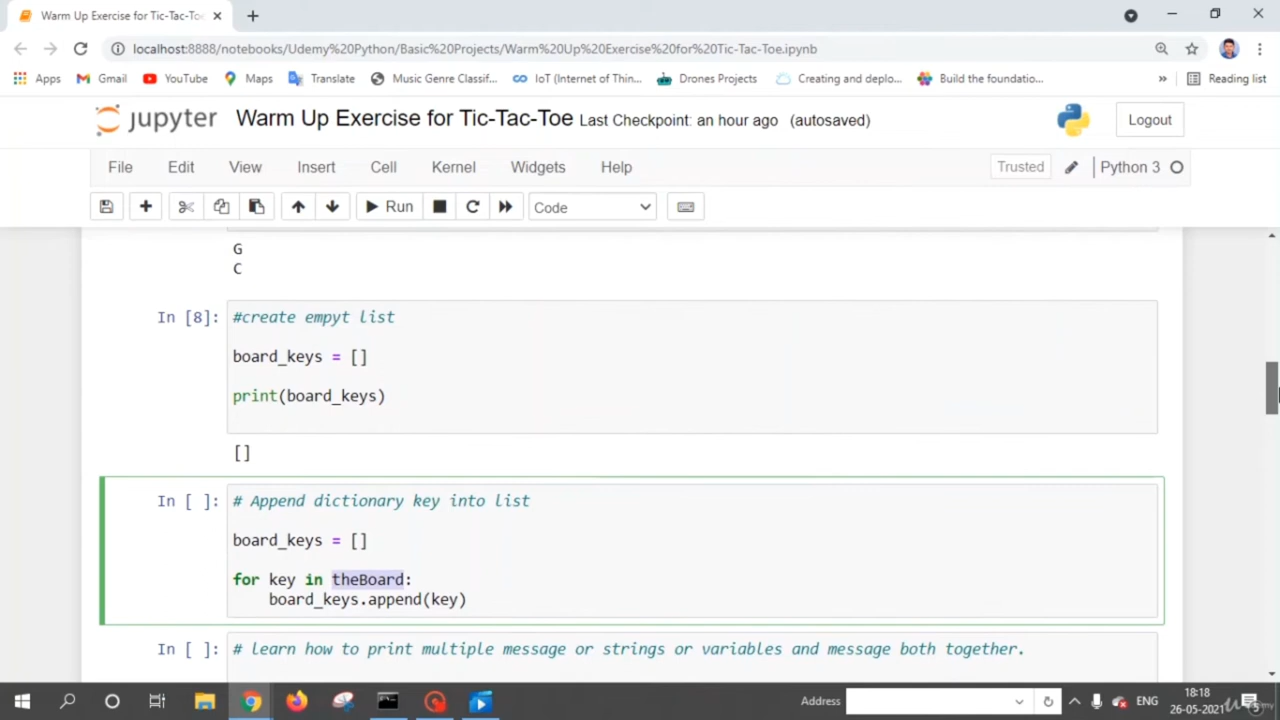 Warm Up Exercise for Tic-Tac-Toe
localhost:8888/notebooks/Udemy%20Python/Basic%20Projects/Warm%20Up%20Exercise%20for%20Tic-Tac-Toe.ipynb
Apps Gmail YouTube Maps Translate Music Genre Classif... IoT (Internet of Thin... Drones Projects Creating and deplo... Build the foundatio... » Reading list
jupyter Warm Up Exercise for Tic-Tac-Toe Last Checkpoint: an hour ago (autosaved) Logout
File Edit View Insert Cell Kernel Widgets Help Trusted Python 3
Run Code
G
C
In [8]: #create empyt list
board_keys = []
print(board_keys)
[]
In [ ]: # Append dictionary key into list
board_keys = []
for key in theBoard:
board_keys.append(key)
In [ ]: # learn how to print multiple message or strings or variables and message both together.
Address ENG 18:18
26-05-2021